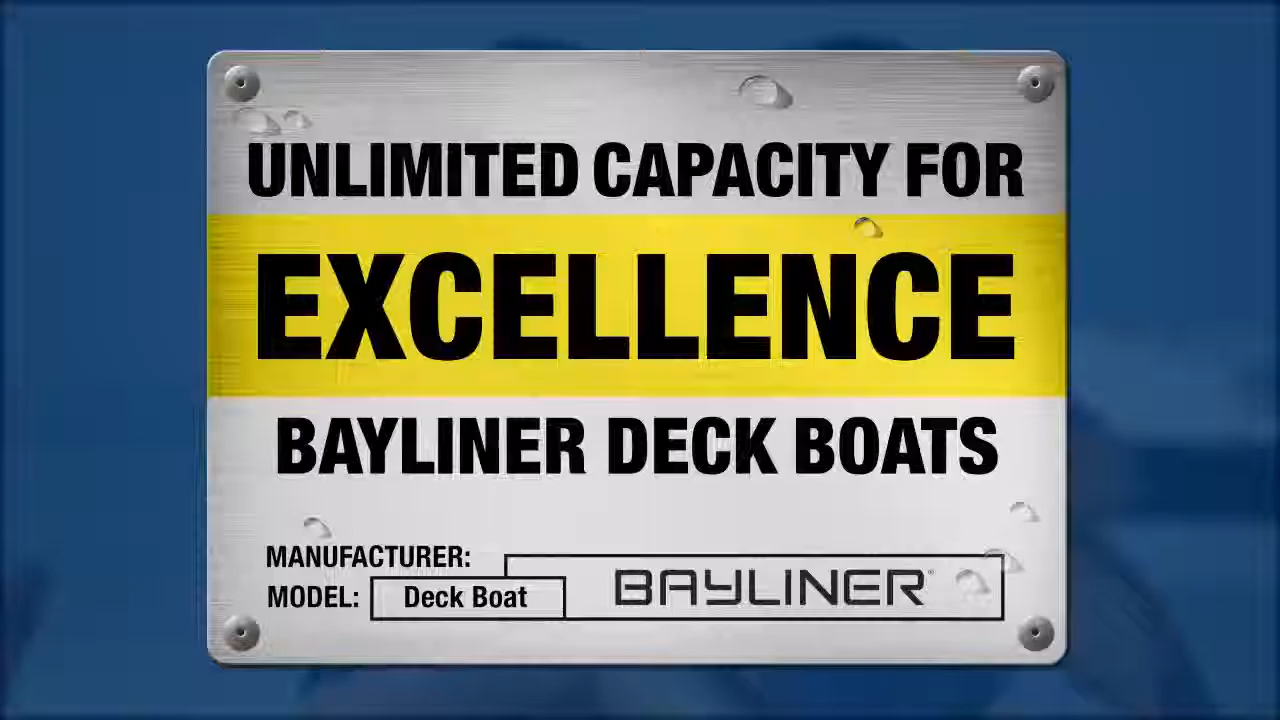 UNLIMITED CAPACITY FOR
EXCELLENCE
BAYLINER DECK BOATS
MANUFACTURER:
BAYLINER®
MODEL: Deck Boat